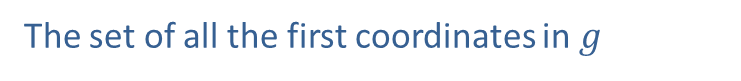 The set of all the first coordinates in g